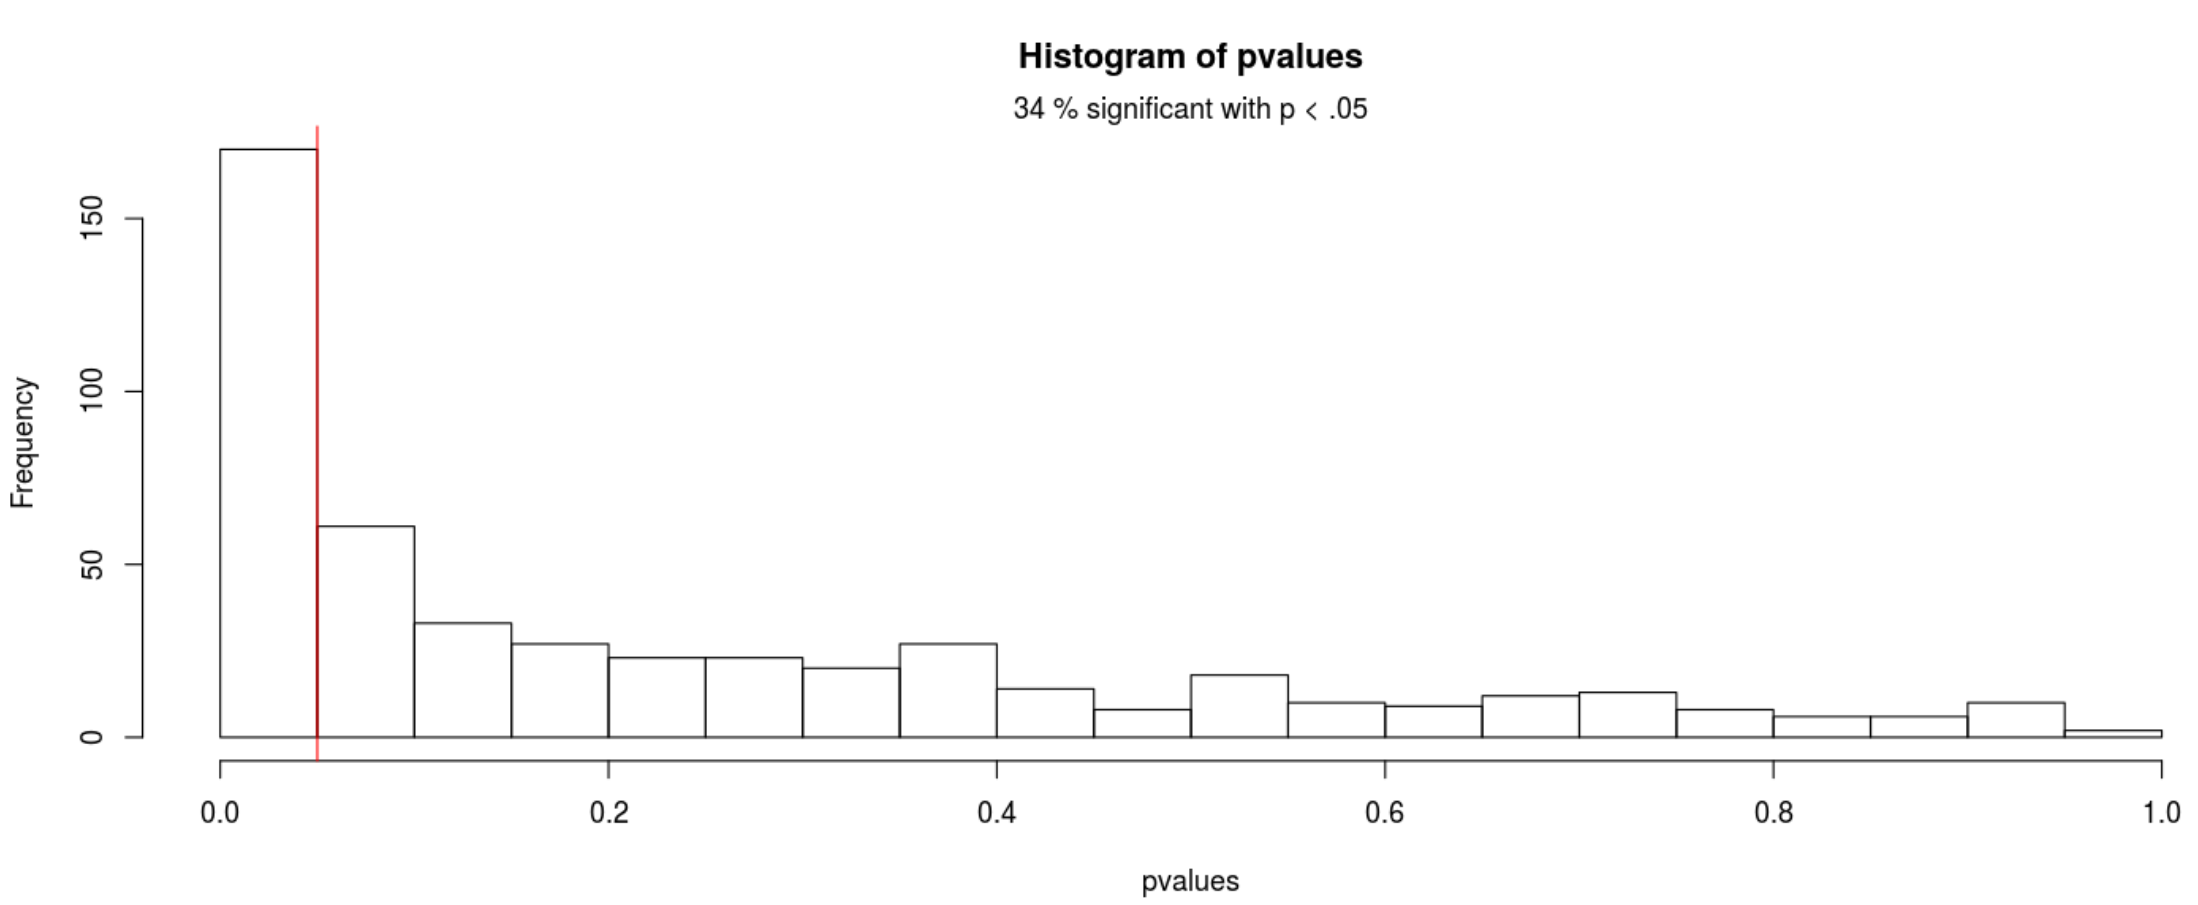 Histogram of pvalues
34 % significant with p < .05
Frequency
150
100
50
0
0.0 0.2 0.4 0.6 0.8 1.0
pvalues